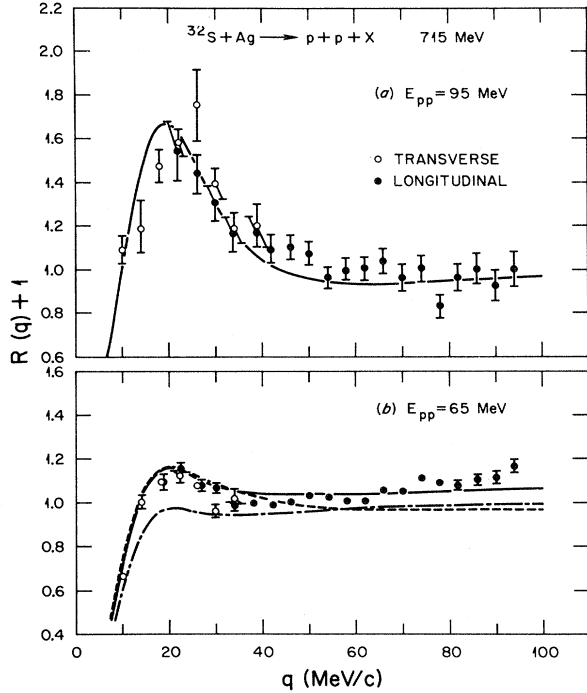 2.2
³²S + Ag → p + p + X 715 MeV
2.0
1.8
(a) E_pp = 95 MeV
1.6
○ TRANSVERSE
● LONGITUDINAL
1.4
1.2
1.0
0.8
0.6
R (q) + 1
1.6
1.4
(b) E_pp = 65 MeV
1.2
1.0
0.8
0.6
0.4
0 20 40 60 80 100
q (MeV/c)